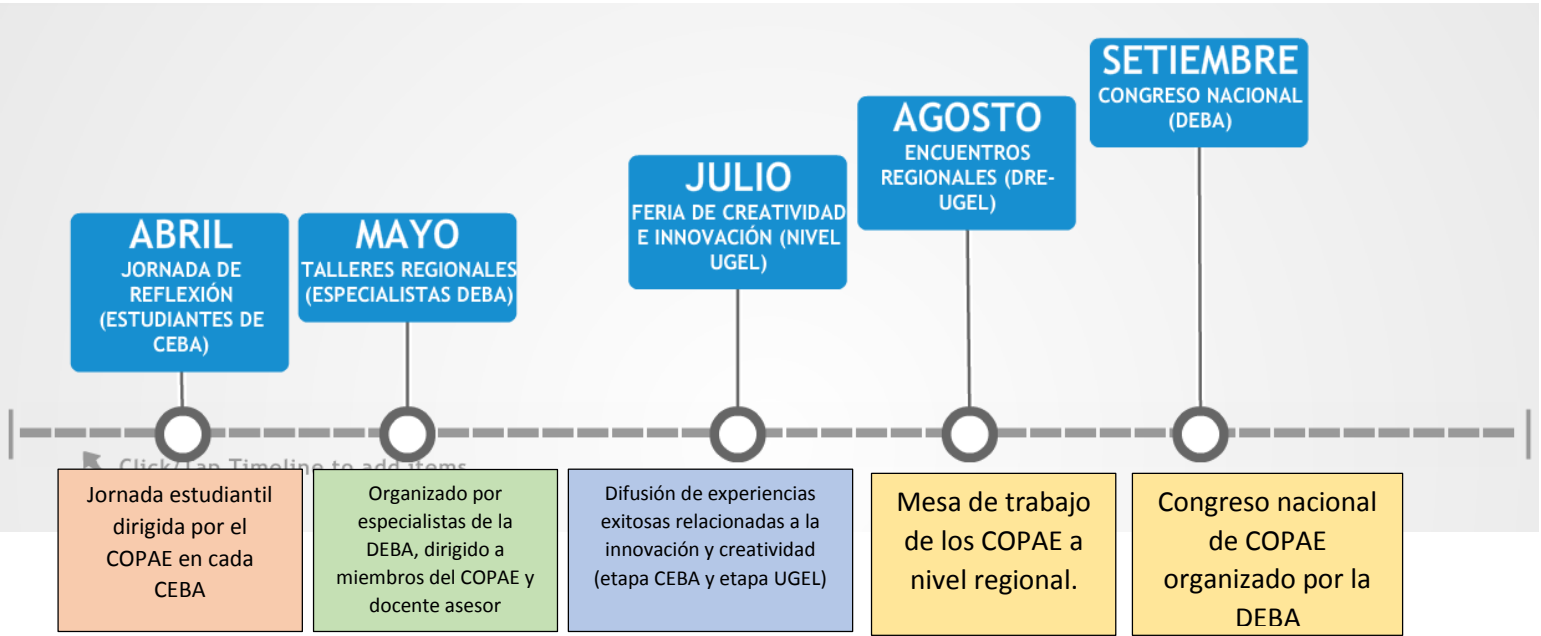 ABRIL
JORNADA DE
REFLEXIÓN
(ESTUDIANTES DE
CEBA)
MAYO
TALLERES REGIONALES
(ESPECIALISTAS DEBA)
JULIO
FERIA DE CREATIVIDAD
E INNOVACIÓN (NIVEL
UGEL)
AGOSTO
ENCUENTROS
REGIONALES (DRE-
UGEL)
SETIEMBRE
CONGRESO NACIONAL
(DEBA)
Click/Tap Timeline to add items
Jornada estudiantil
dirigida por el
COPAE en cada
CEBA
Organizado por
especialistas de la
DEBA, dirigido a
miembros del COPAE y
docente asesor
Difusión de experiencias
exitosas relacionadas a la
innovación y creatividad
(etapa CEBA y etapa UGEL)
Mesa de trabajo
de los COPAE a
nivel regional.
Congreso nacional
de COPAE
organizado por la
DEBA